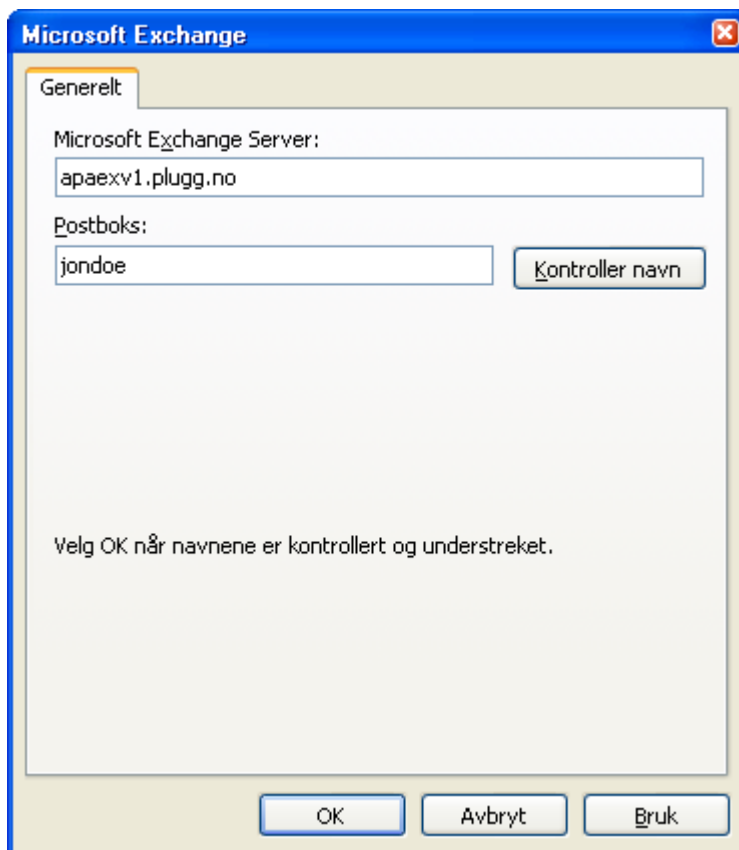 Microsoft Exchange
Generelt
Microsoft Exchange Server:
apaexv1.plugg.no
Postboks:
jondoe
Kontroller navn
Velg OK når navnene er kontrollert og understreket.
OK Avbryt Bruk